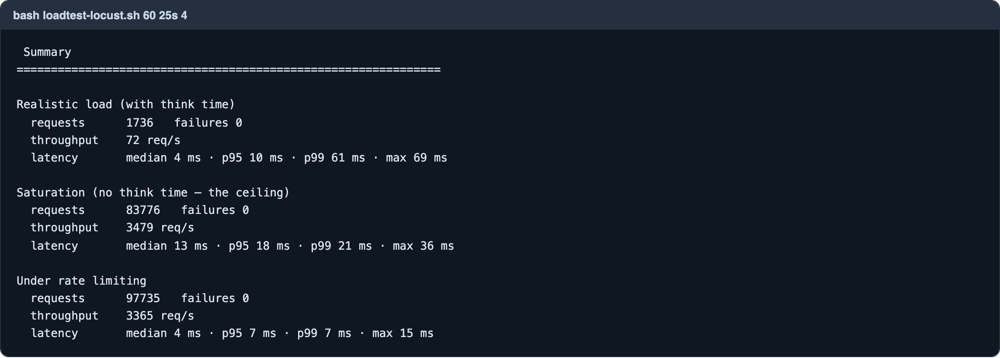 bash loadtest-locust.sh 60 25s 4
Summary
==============================================================
Realistic load (with think time)
requests 1736 failures 0
throughput 72 req/s
latency median 4 ms · p95 10 ms · p99 61 ms · max 69 ms
Saturation (no think time — the ceiling)
requests 83776 failures 0
throughput 3479 req/s
latency median 13 ms · p95 18 ms · p99 21 ms · max 36 ms
Under rate limiting
requests 97735 failures 0
throughput 3365 req/s
latency median 4 ms · p95 7 ms · p99 7 ms · max 15 ms